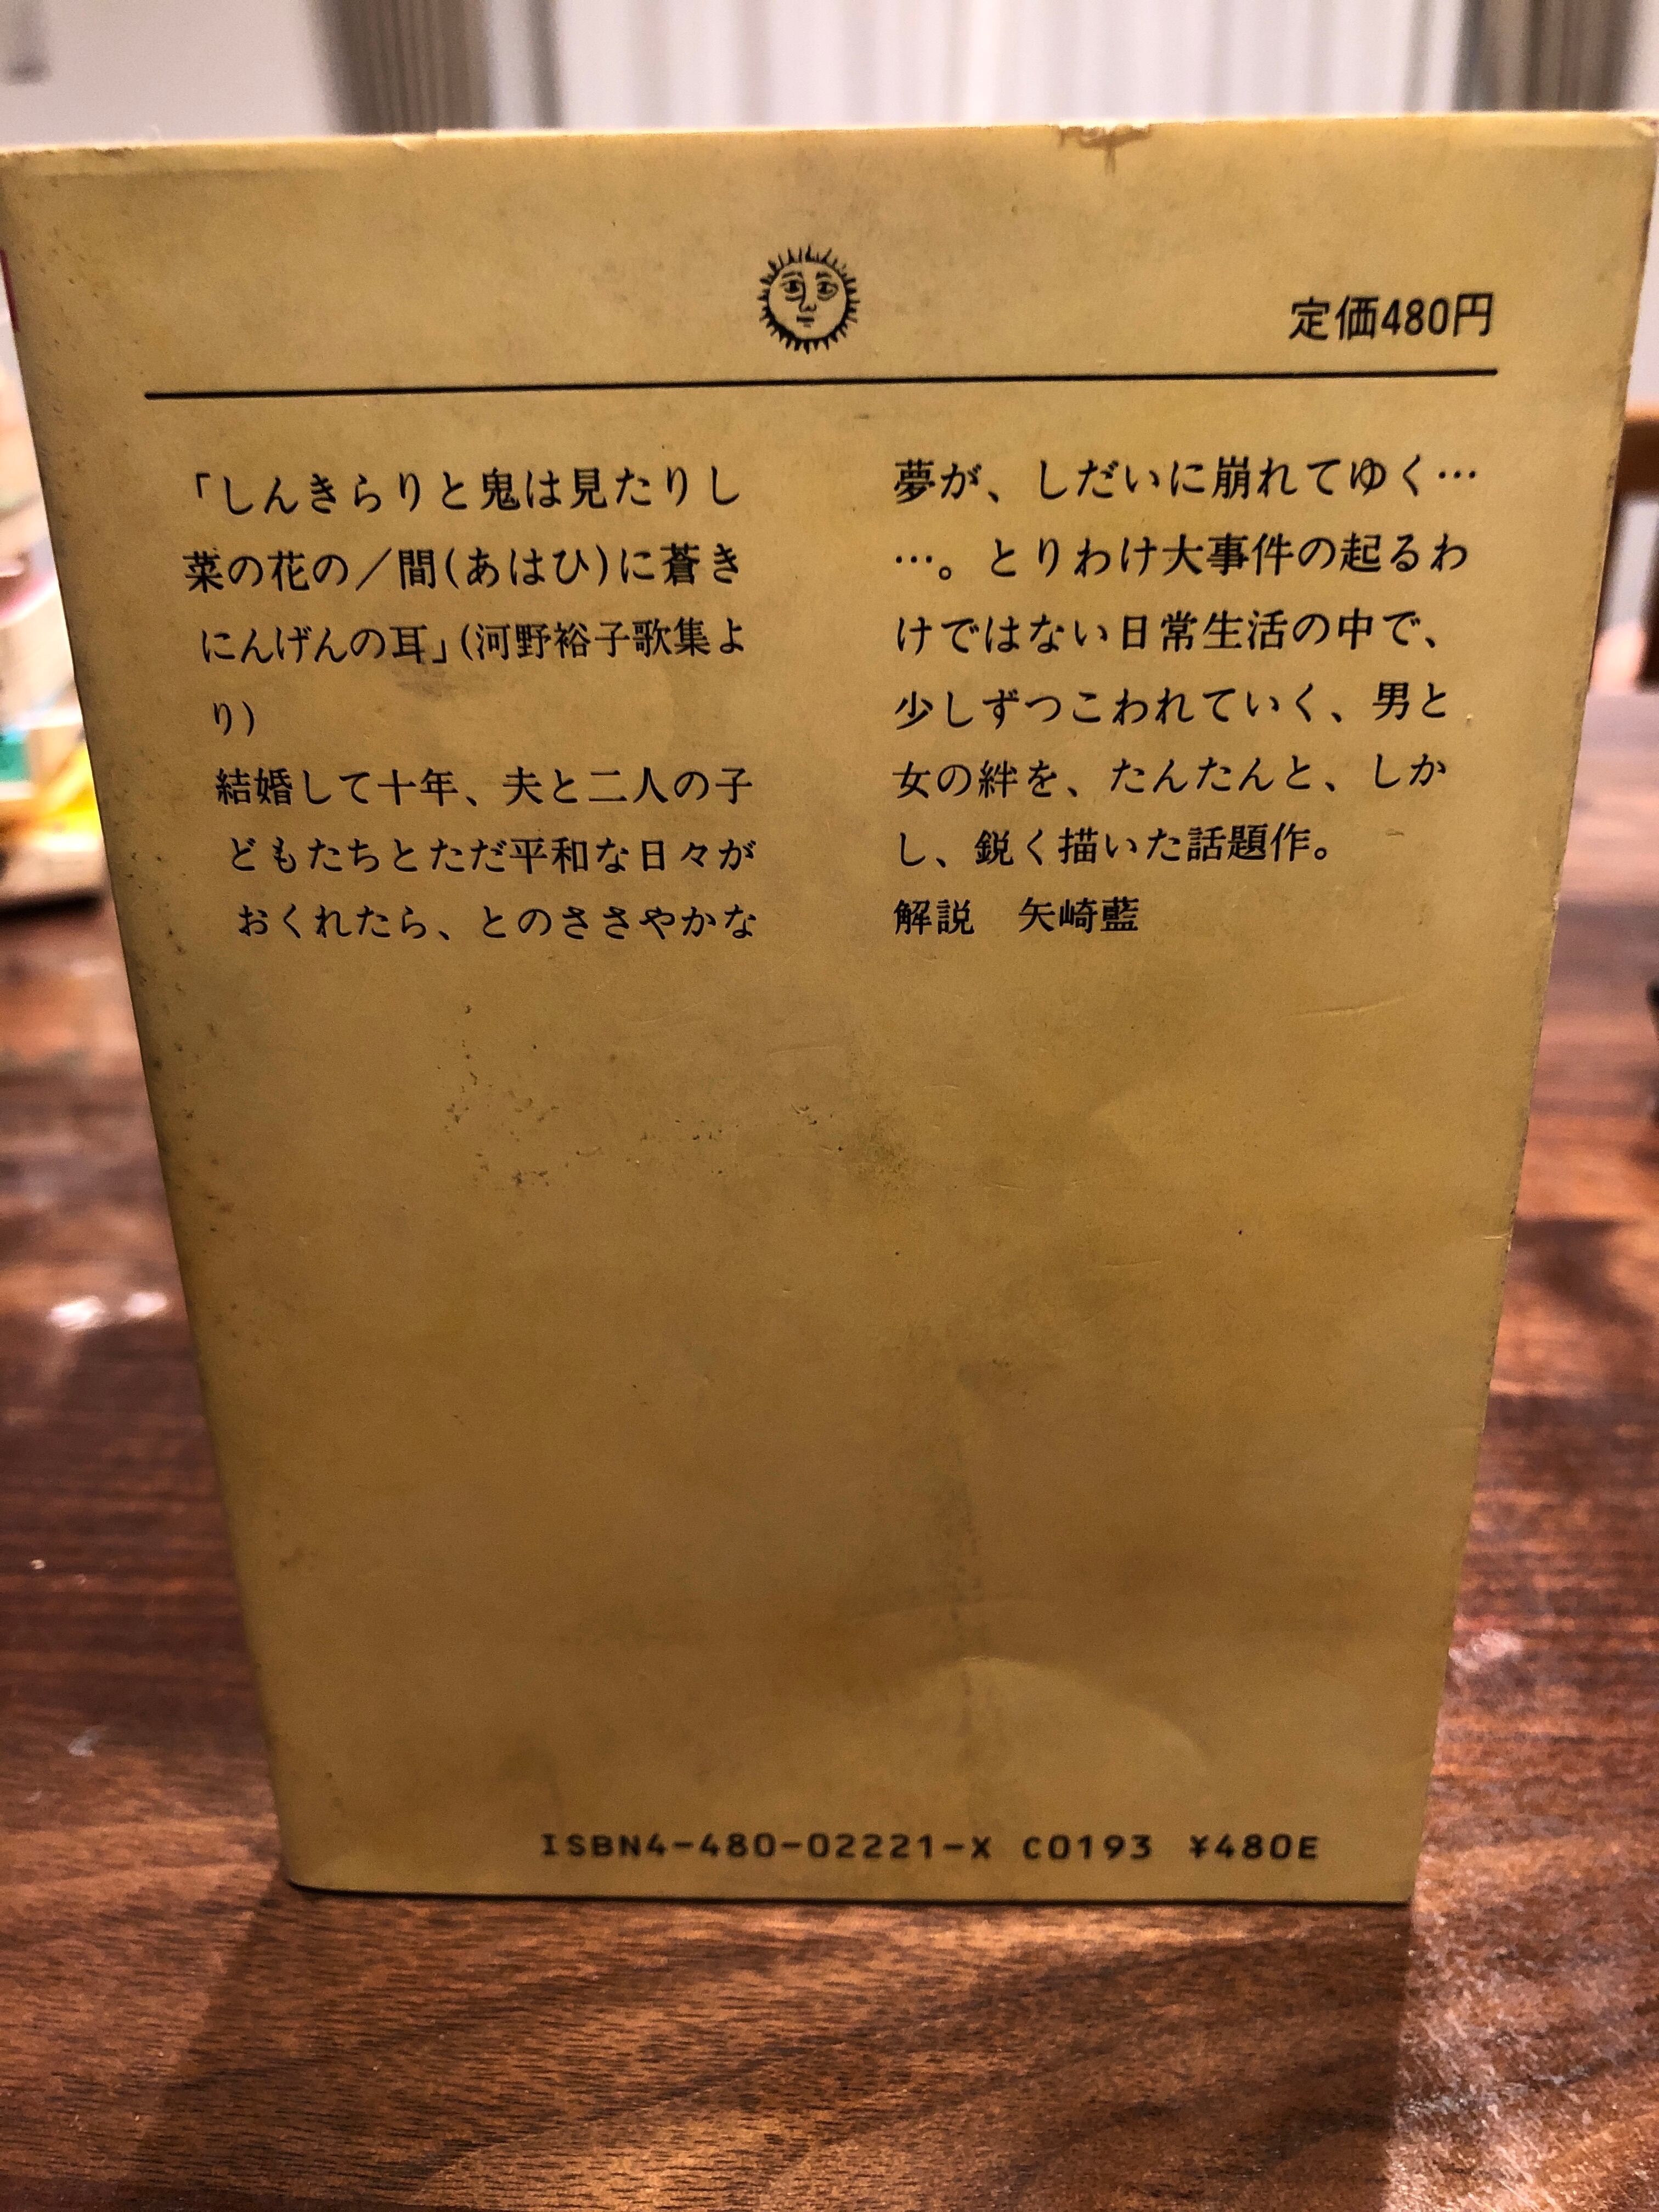 定価480円
「しんきらりと鬼は見たりし
菜の花の／間(あはひ)に蒼き
にんげんの耳」(河野裕子歌集よ
り)
結婚して十年、夫と二人の子
どもたちとただ平和な日々が
おくれたら、とのささやかな
夢が、しだいに崩れてゆく…
…。とりわけ大事件の起るわ
けではない日常生活の中で、
少しずつこわれていく、男と
女の絆を、たんたんと、しか
し、鋭く描いた話題作。
解説　矢崎藍
ISBN4-480-02221-X C0193 ¥480E